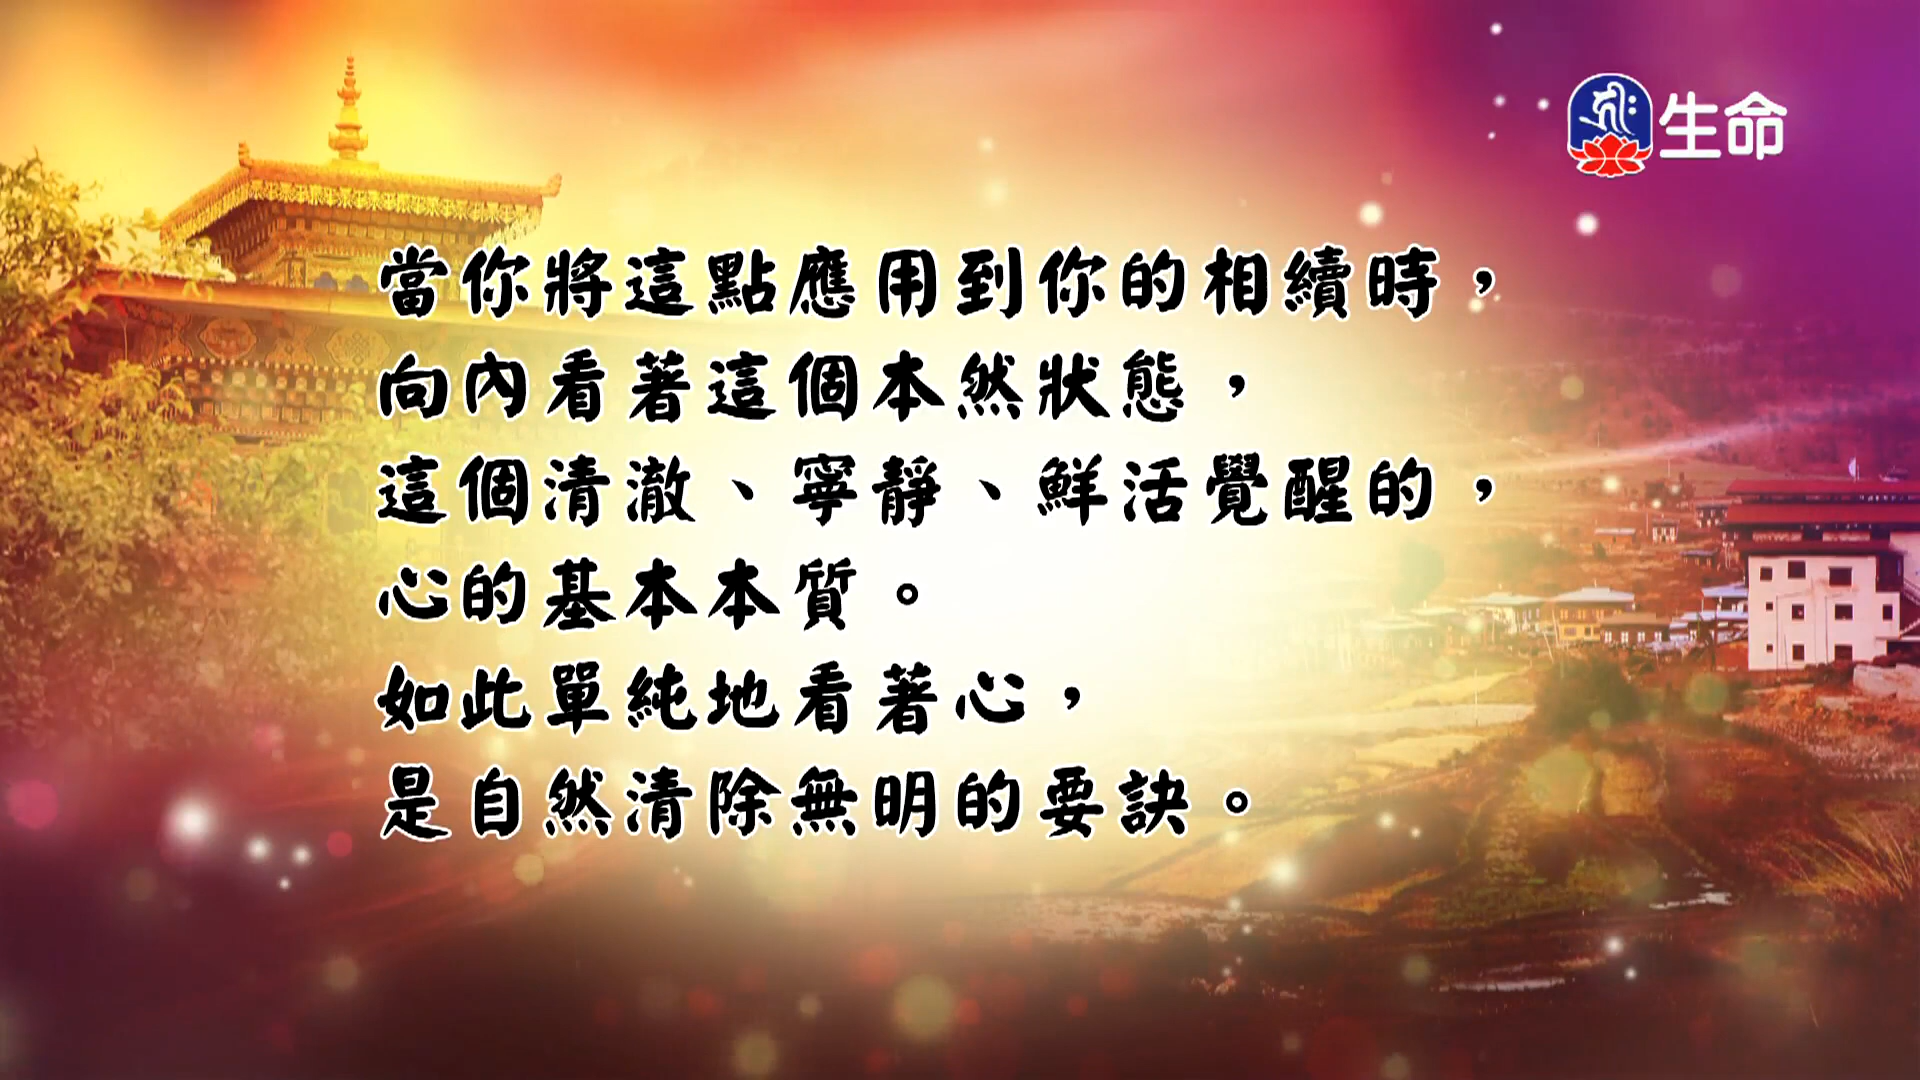 生命
當你將這點應用到你的相續時，
向內看著這個本然狀態，
這個清澈、寧靜、鮮活覺醒的，
心的基本本質。
如此單純地看著心，
是自然清除無明的要訣。